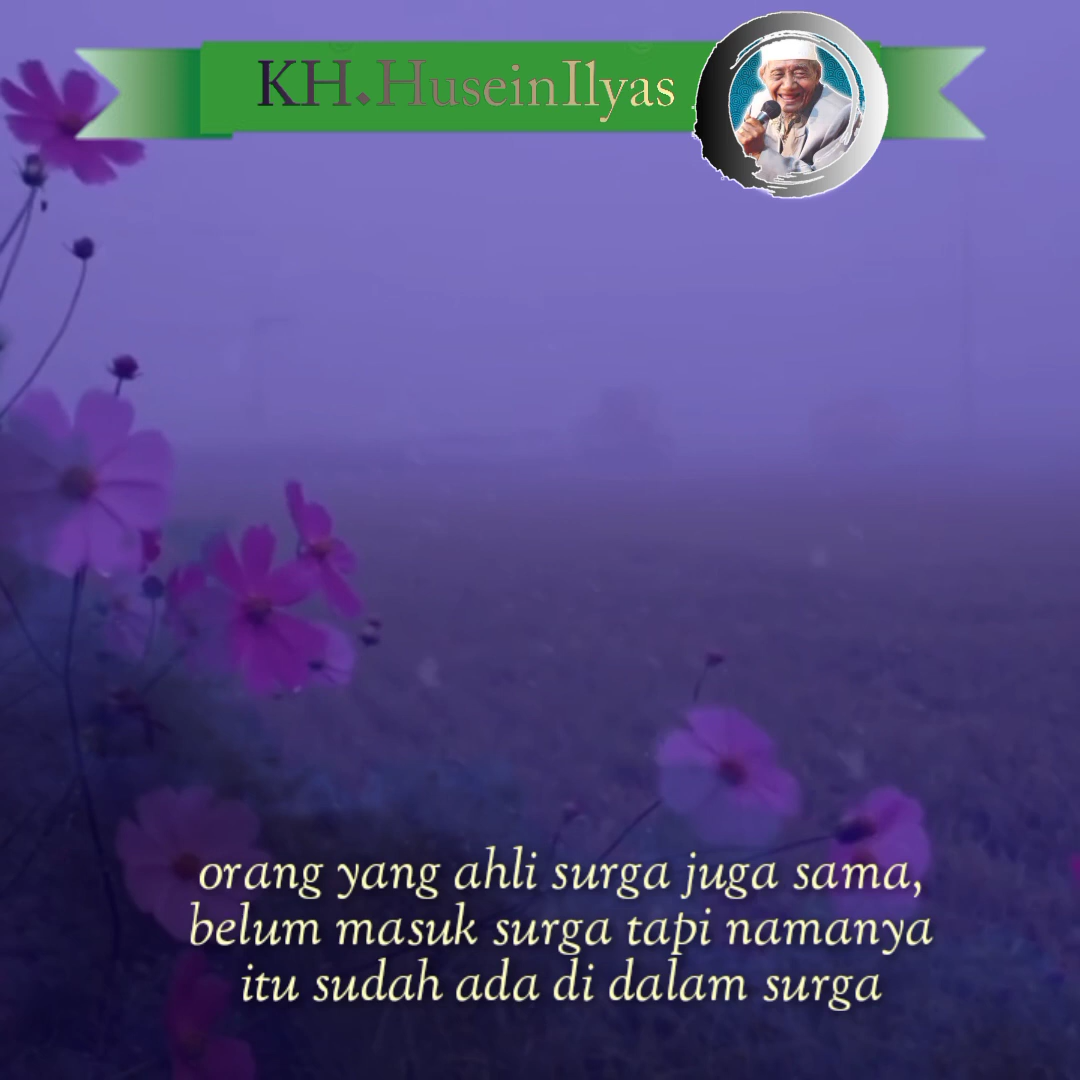 KH.HuseinIlyas
orang yang ahli surga juga sama,
belum masuk surga tapi namanya
itu sudah ada di dalam surga